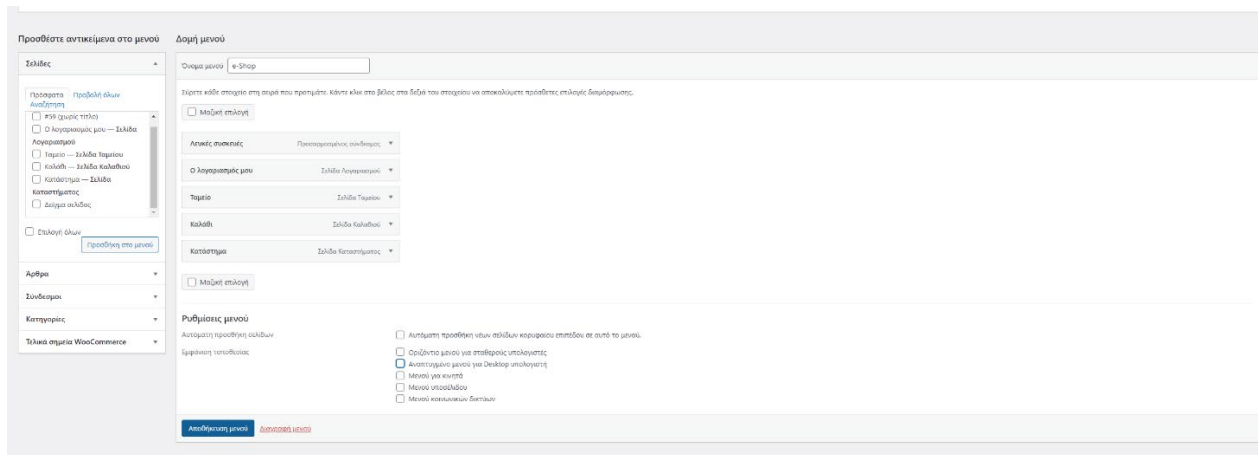 Προσθέστε αντικείμενα στο μενού
Σελίδες
Πρόσφατα Προβολή όλων
Αναζήτηση
#59 (χωρίς τίτλο)
Ο λογαριασμός μου — Σελίδα
Λογαριασμού
Ταμείο — Σελίδα Ταμείου
Καλάθι — Σελίδα Καλαθιού
Κατάστημα — Σελίδα
Καταστήματος
Δείγμα σελίδας
Επιλογή όλων
Προσθήκη στο μενού
Άρθρα
Σύνδεσμοι
Κατηγορίες
Τελικά σημεία WooCommerce
Δομή μενού
Όνομα μενού e-Shop
Σύρετε κάθε στοιχείο στη σειρά που προτιμάτε. Κάντε κλικ στο βέλος στα δεξιά του στοιχείου να αποκαλύψετε πρόσθετες επιλογές διαμόρφωσης.
Μαζική επιλογή
Λευκές συσκευές Προσαρμοσμένος σύνδεσμος
Ο λογαριασμός μου Σελίδα Λογαριασμού
Ταμείο Σελίδα Ταμείου
Καλάθι Σελίδα Καλαθιού
Κατάστημα Σελίδα Καταστήματος
Μαζική επιλογή
Ρυθμίσεις μενού
Αυτόματη προσθήκη σελίδων Αυτόματη προσθήκη νέων σελίδων κορυφαίου επιπέδου σε αυτό το μενού.
Εμφάνιση τοποθεσίας Οριζόντιο μενού για σταθερούς υπολογιστές
Αναπτυγμένο μενού για Desktop υπολογιστή
Μενού για κινητά
Μενού υποσέλιδου
Μενού κοινωνικών δικτύων
Αποθήκευση μενού Διαγραφή μενού